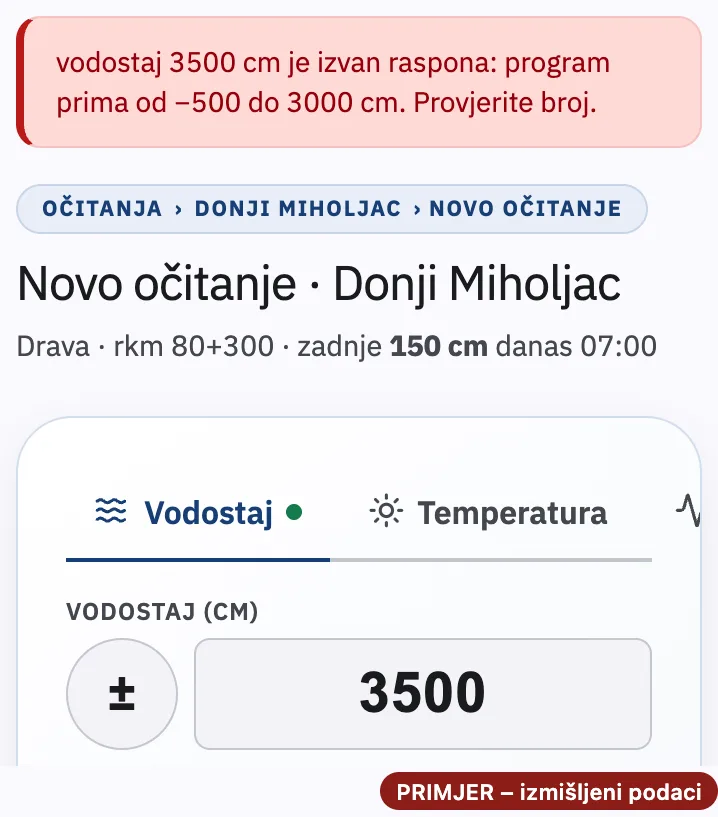 vodostaj 3500 cm je izvan raspona: program
prima od −500 do 3000 cm. Provjerite broj.
OČITANJA › DONJI MIHOLJAC › NOVO OČITANJE
Novo očitanje · Donji Miholjac
Drava · rkm 80+300 · zadnje 150 cm danas 07:00
Vodostaj
Temperatura
VODOSTAJ (CM)
±
3500
PRIMJER – izmišljeni podaci